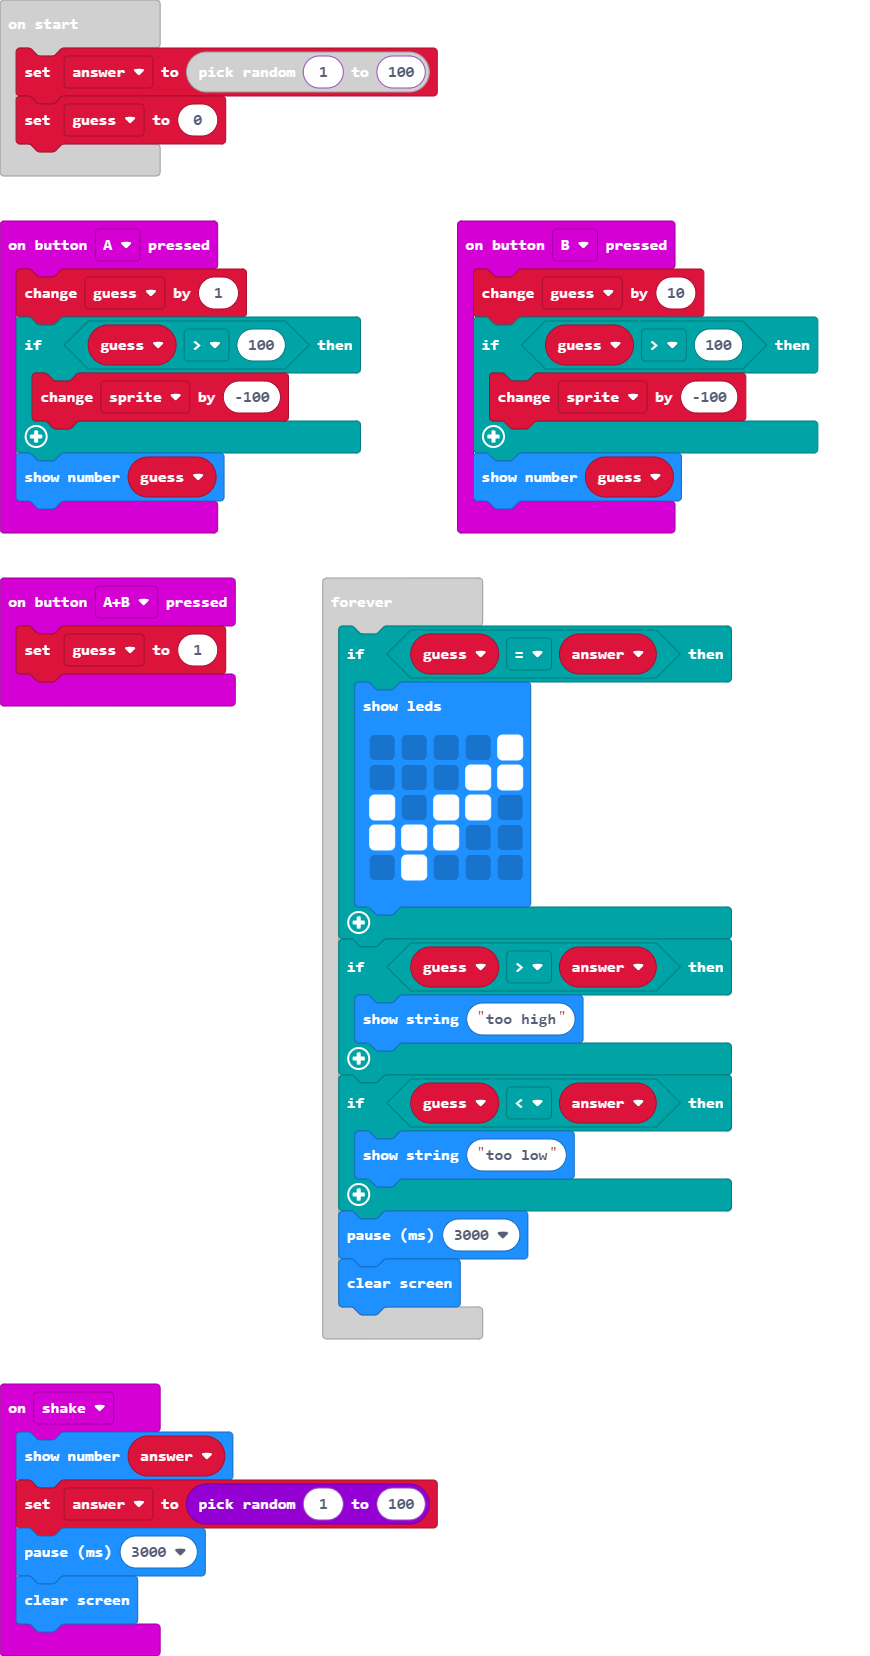 on start
set answer to pick random 1 to 100
set guess to 0
on button A pressed
change guess by 1
if guess > 100 then
change sprite by -100
show number guess
on button B pressed
change guess by 10
if guess > 100 then
change sprite by -100
show number guess
on button A+B pressed
set guess to 1
forever
if guess = answer then
show leds
if guess > answer then
show string "too high"
if guess < answer then
show string "too low"
pause (ms) 3000
clear screen
on shake
show number answer
set answer to pick random 1 to 100
pause (ms) 3000
clear screen